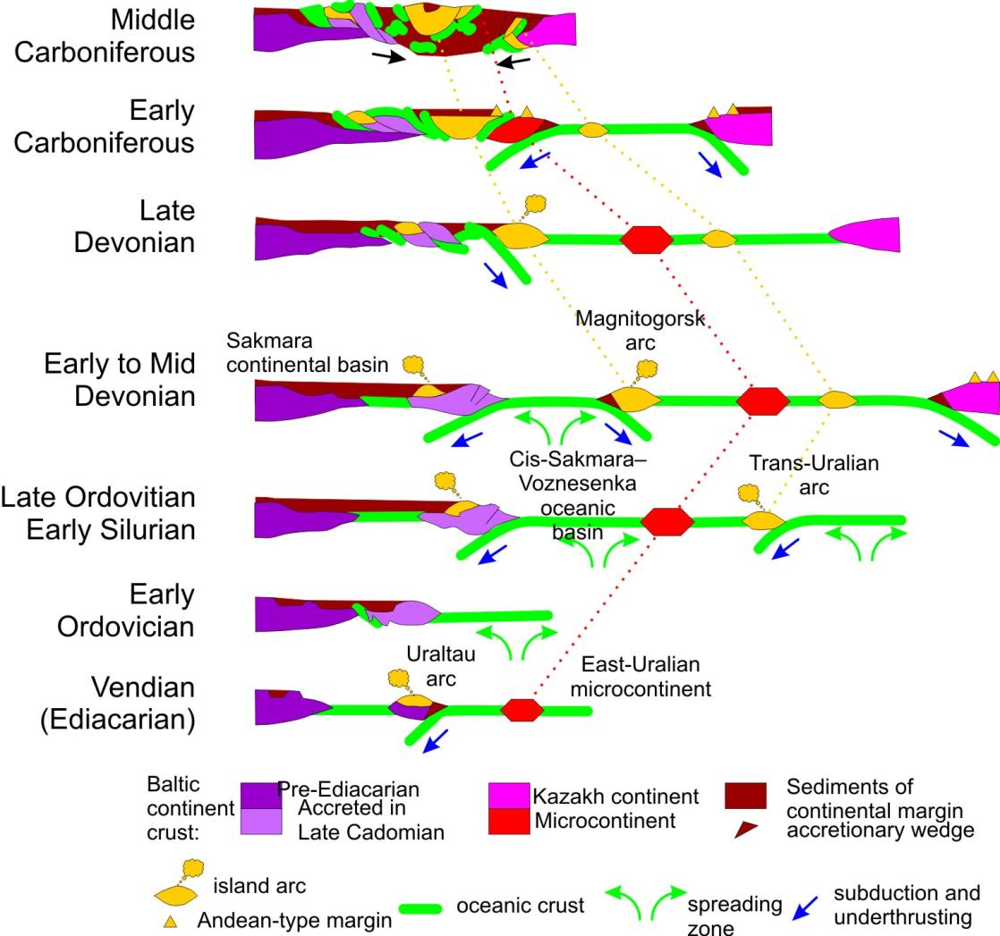 Middle
Carboniferous
Early
Carboniferous
Late
Devonian
Magnitogorsk
arc
Sakmara
continental basin
Early to Mid
Devonian
Cis-Sakmara–
Voznesenka
oceanic
basin
Trans-Uralian
arc
Late Ordovitian
Early Silurian
Early
Ordovician
Uraltau
arc
East-Uralian
microcontinent
Vendian
(Ediacarian)
Baltic
continent
crust:
Pre-Ediacarian
Accreted in
Late Cadomian
Kazakh continent
Microcontinent
Sediments of
continental margin
accretionary wedge
island arc
Andean-type margin
oceanic crust
spreading
zone
subduction and
underthrusting